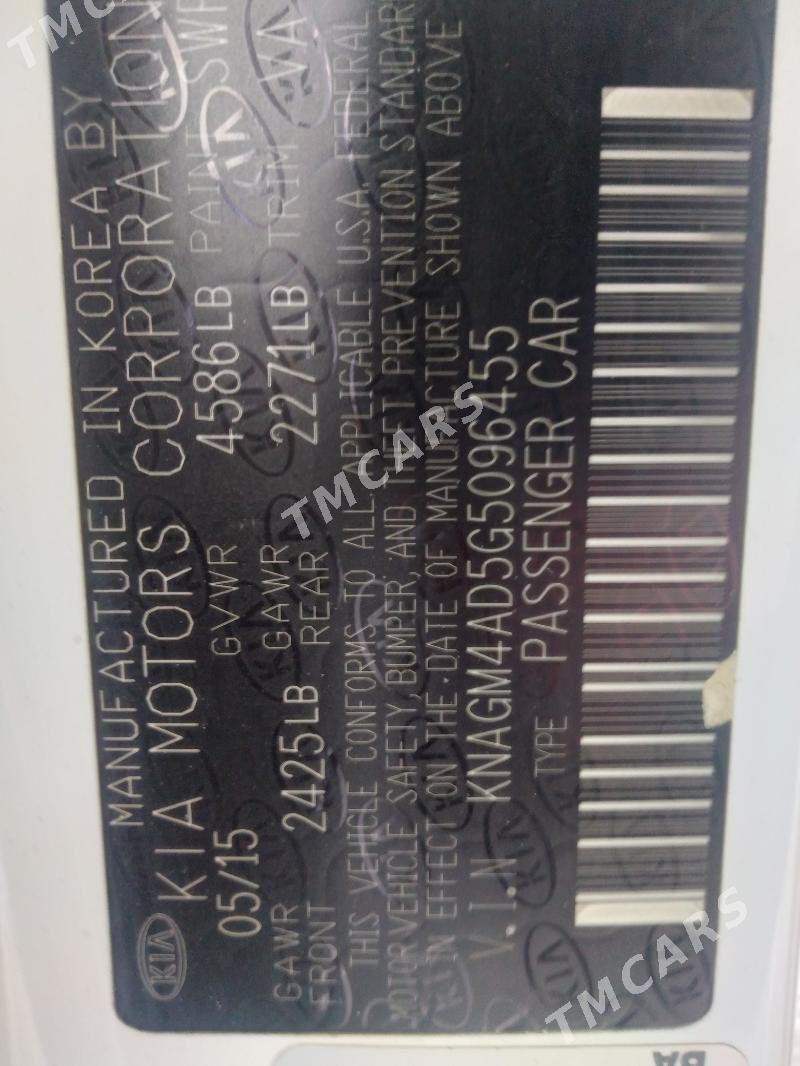 MANUFACTURED IN KOREA BY
KIA KIA MOTORS CORPORATION
05/15 GVWR 4586LB PAINT SWP
GAWR FRONT 2425LB GAWR REAR 2271LB TRIM VA
THIS VEHICLE CONFORMS TO ALL APPLICABLE U.S.A. FEDERAL
MOTOR VEHICLE SAFETY, BUMPER, AND THEFT PREVENTION STANDARDS
IN EFFECT ON THE DATE OF MANUFACTURE SHOWN ABOVE
V.I.N KNAGM4AD5G5096455
TYPE PASSENGER CAR
TMCARS
TMCARS
TMCARS